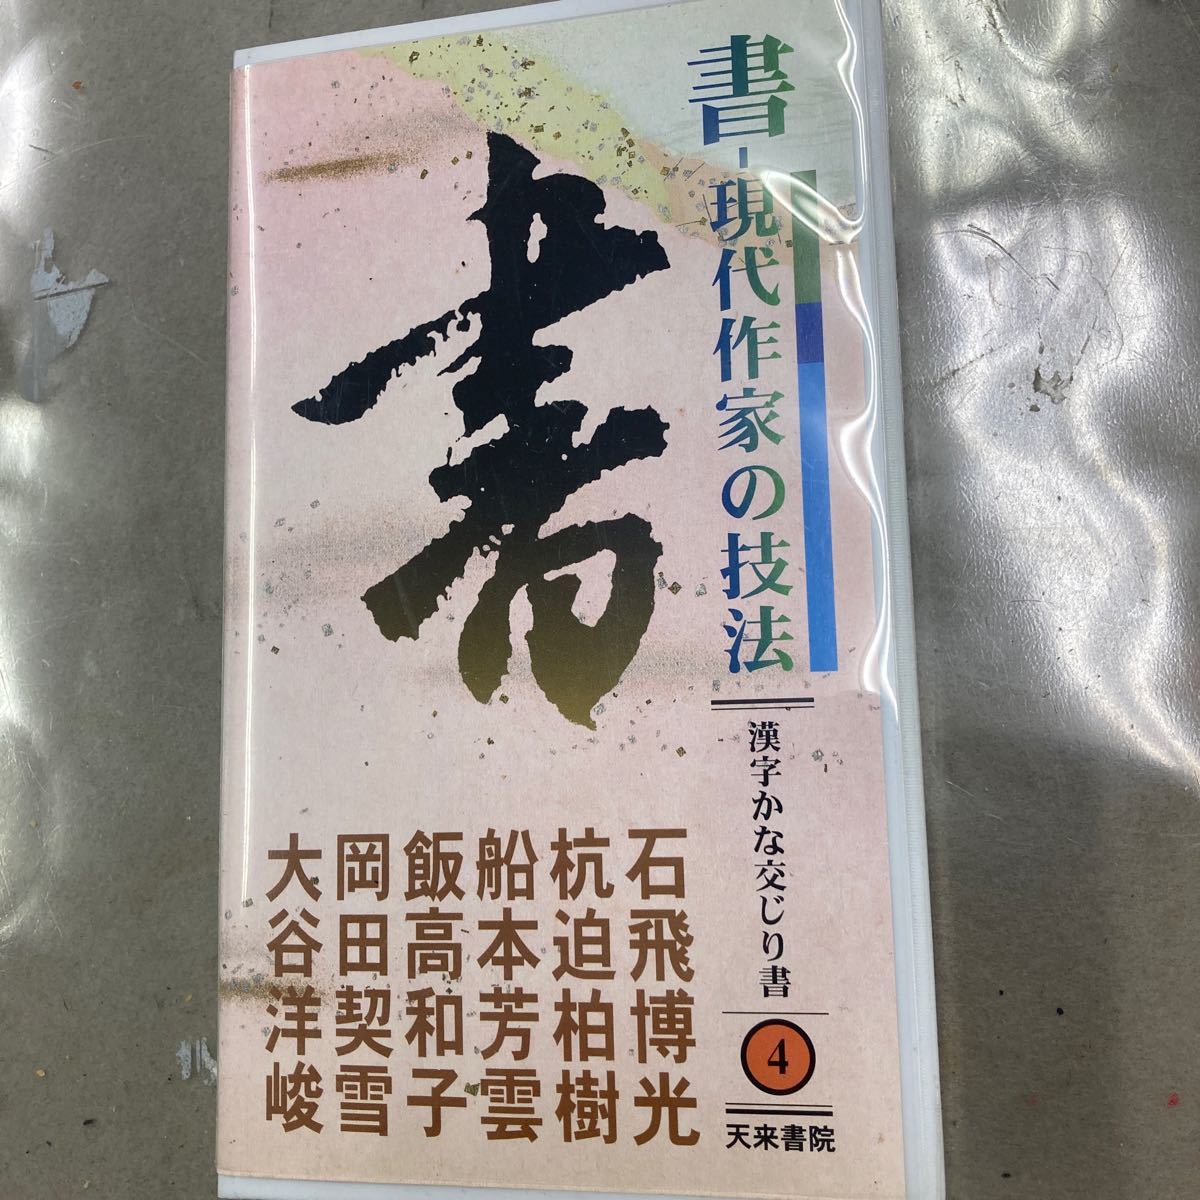 書-現代作家の技法
漢字かな交じり書
4
天来書院
書
石飛博光
杭迫柏樹
船本芳雲
飯高和子
岡田契雪
大谷洋峻